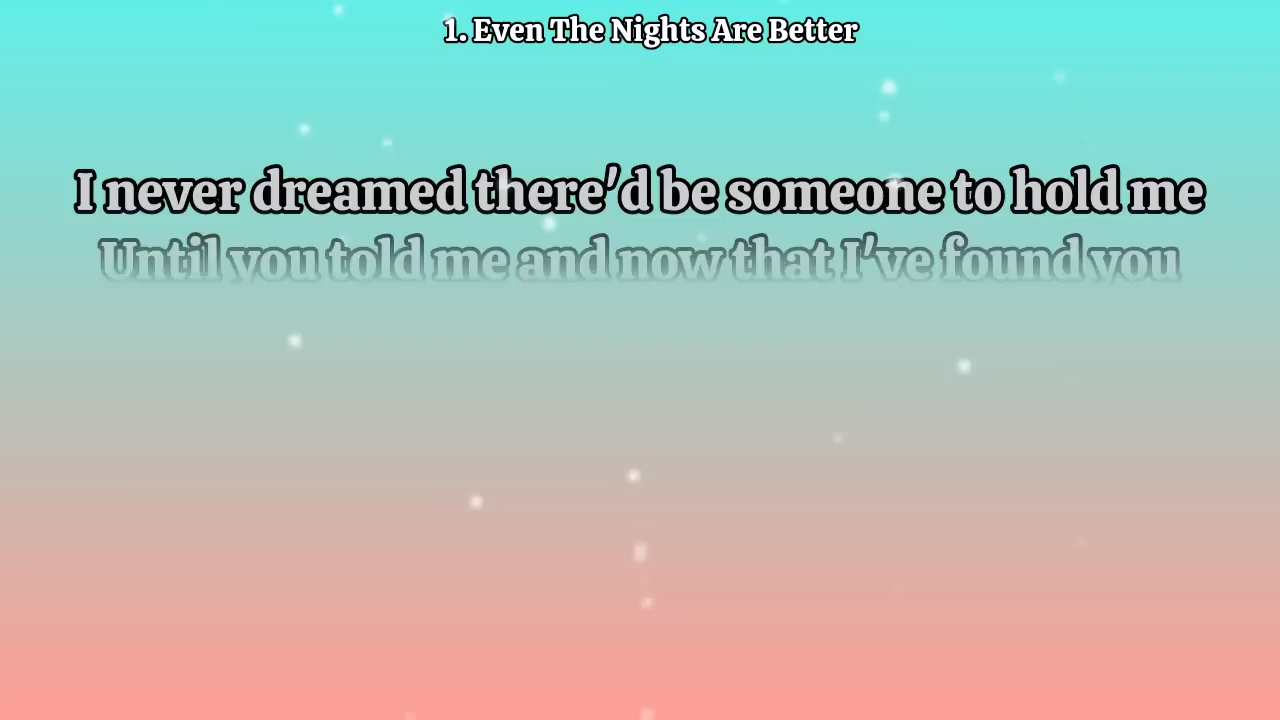 1. Even The Nights Are Better
I never dreamed there'd be someone to hold me
Until you told me and now that I've found you